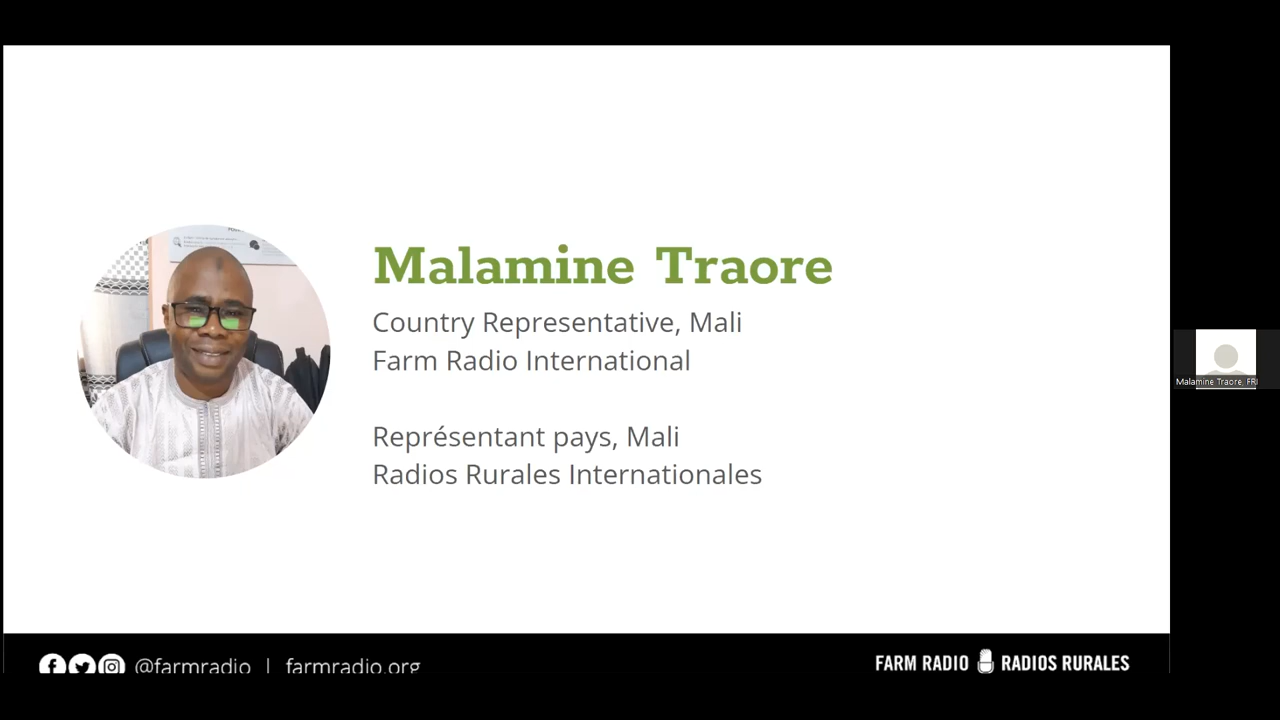 Malamine Traore
Country Representative, Mali
Farm Radio International
Représentant pays, Mali
Radios Rurales Internationales
Malamine Traore, FRI
@farmradio | farmradio.org
FARM RADIO RADIOS RURALES